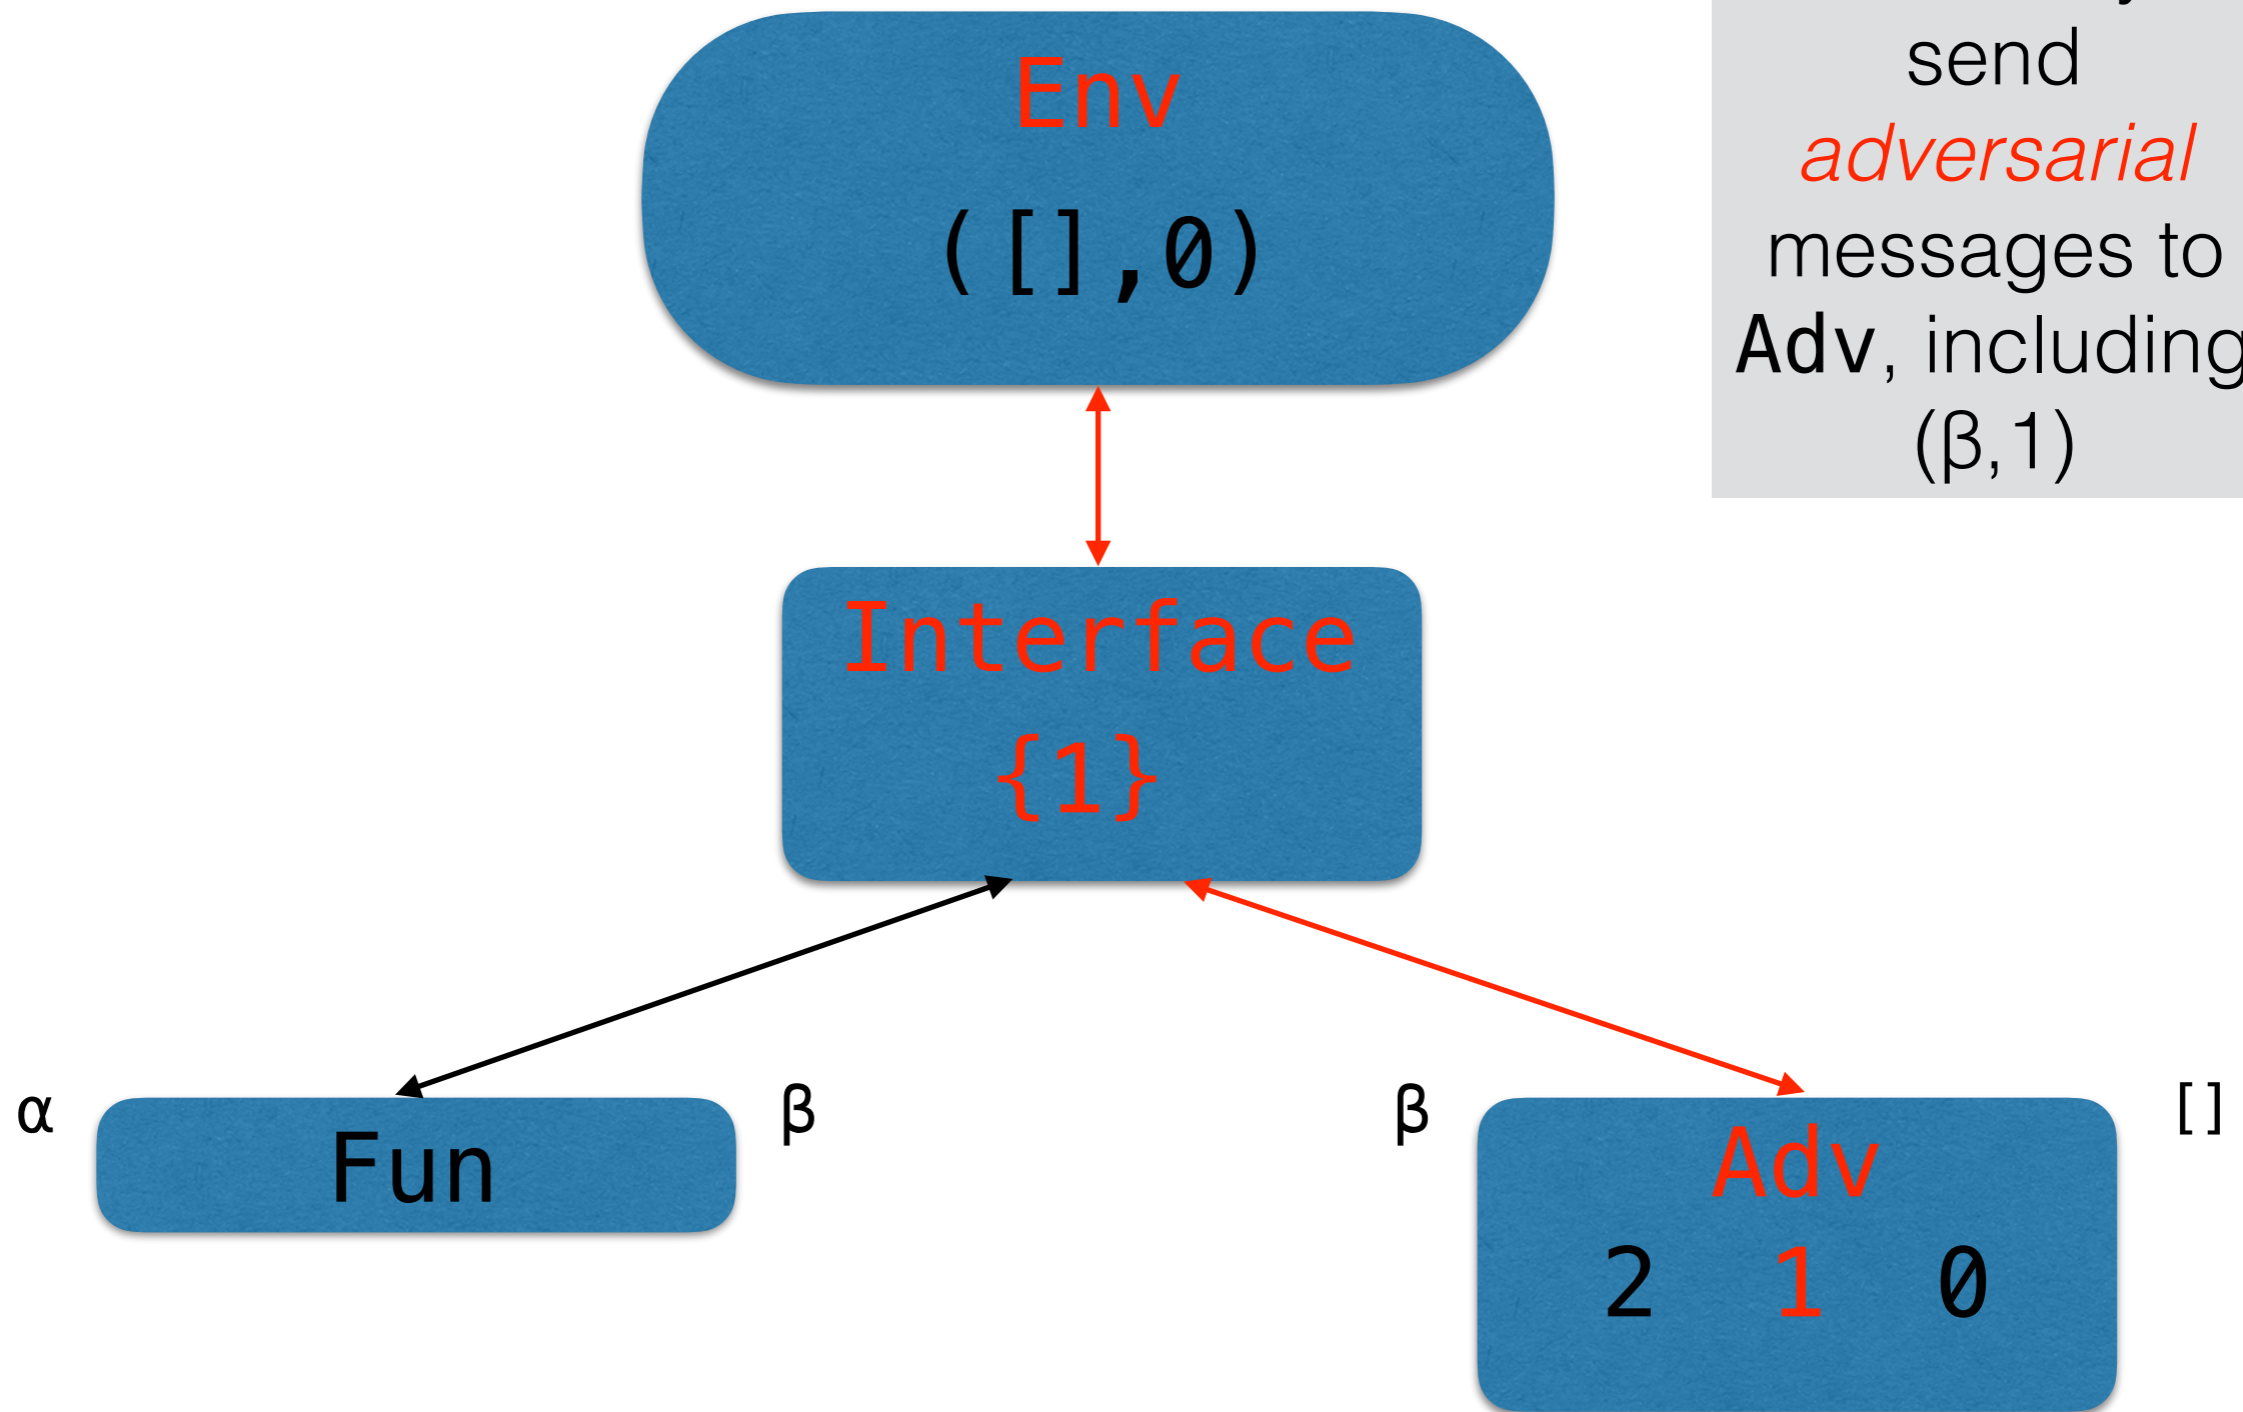 Env
([],0)
send
adversarial
messages to
Adv, including
(β,1)
Interface
{1}
α
Fun
β
β
Adv
2 1 0
[]